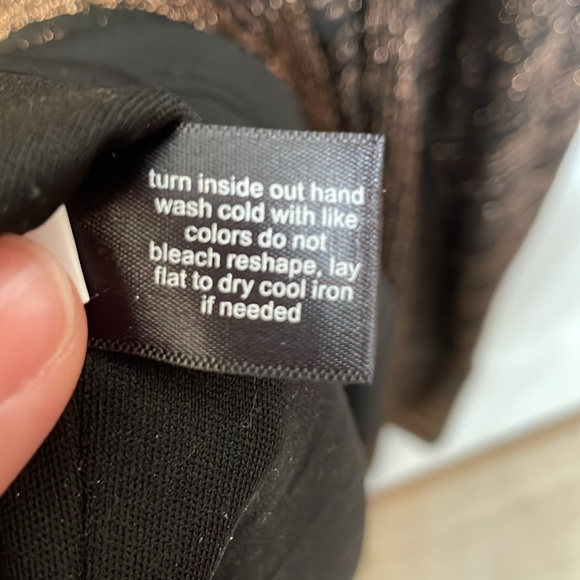 turn inside out hand
wash cold with like
colors do not
bleach reshape, lay
flat to dry cool iron
if needed